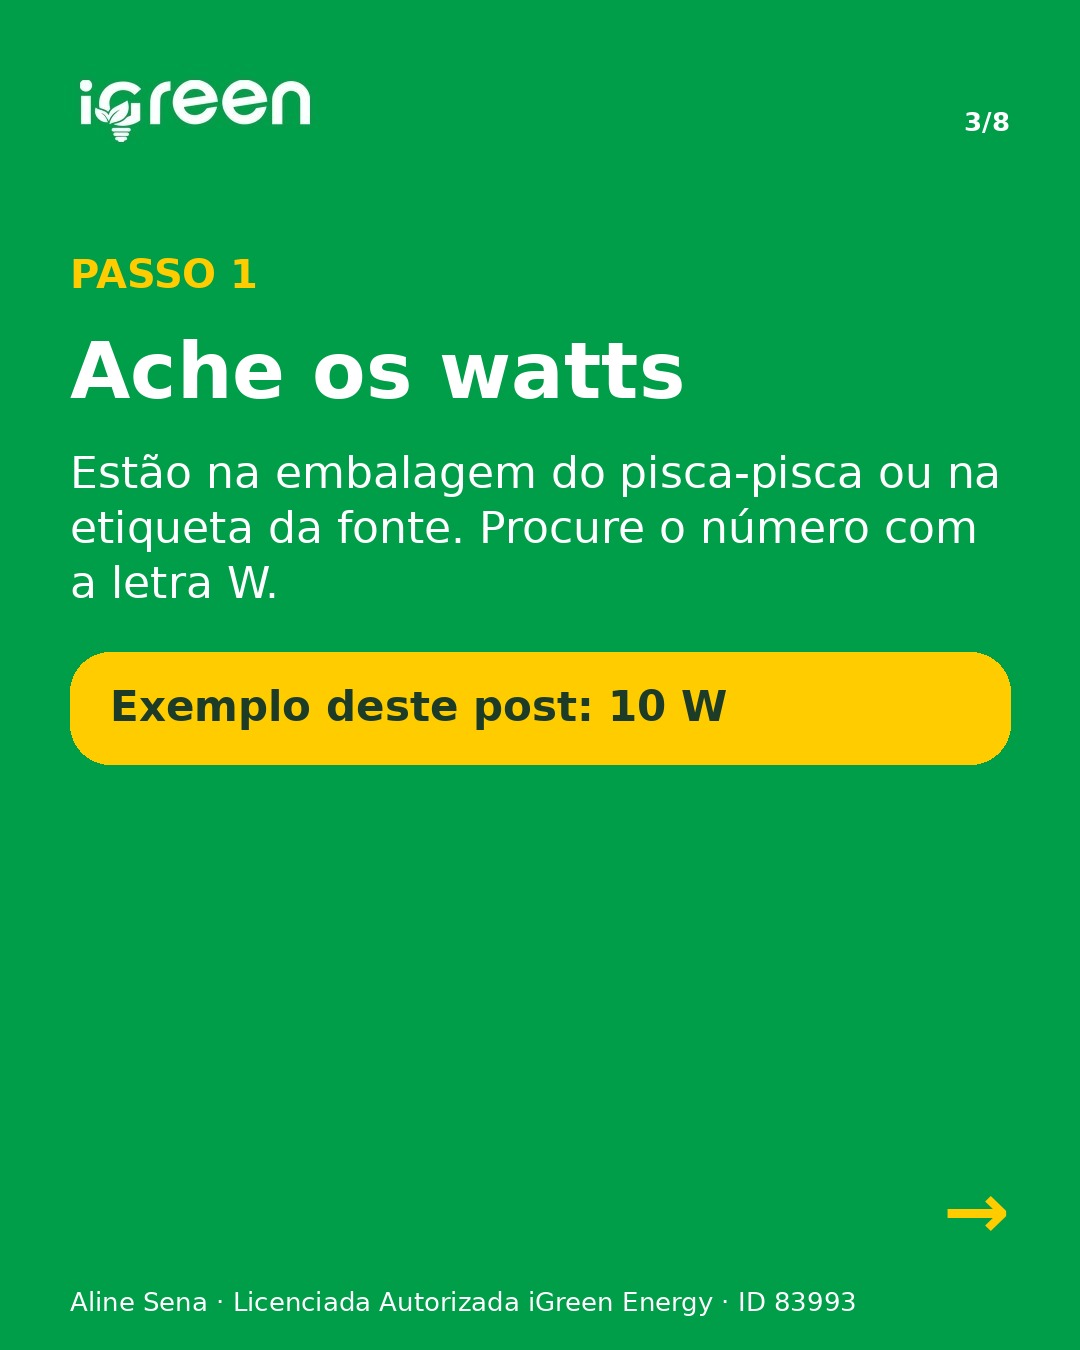 iGreen
3/8
PASSO 1
Ache os watts
Estão na embalagem do pisca-pisca ou na
etiqueta da fonte. Procure o número com
a letra W.
Exemplo deste post: 10 W
→
Aline Sena · Licenciada Autorizada iGreen Energy · ID 83993